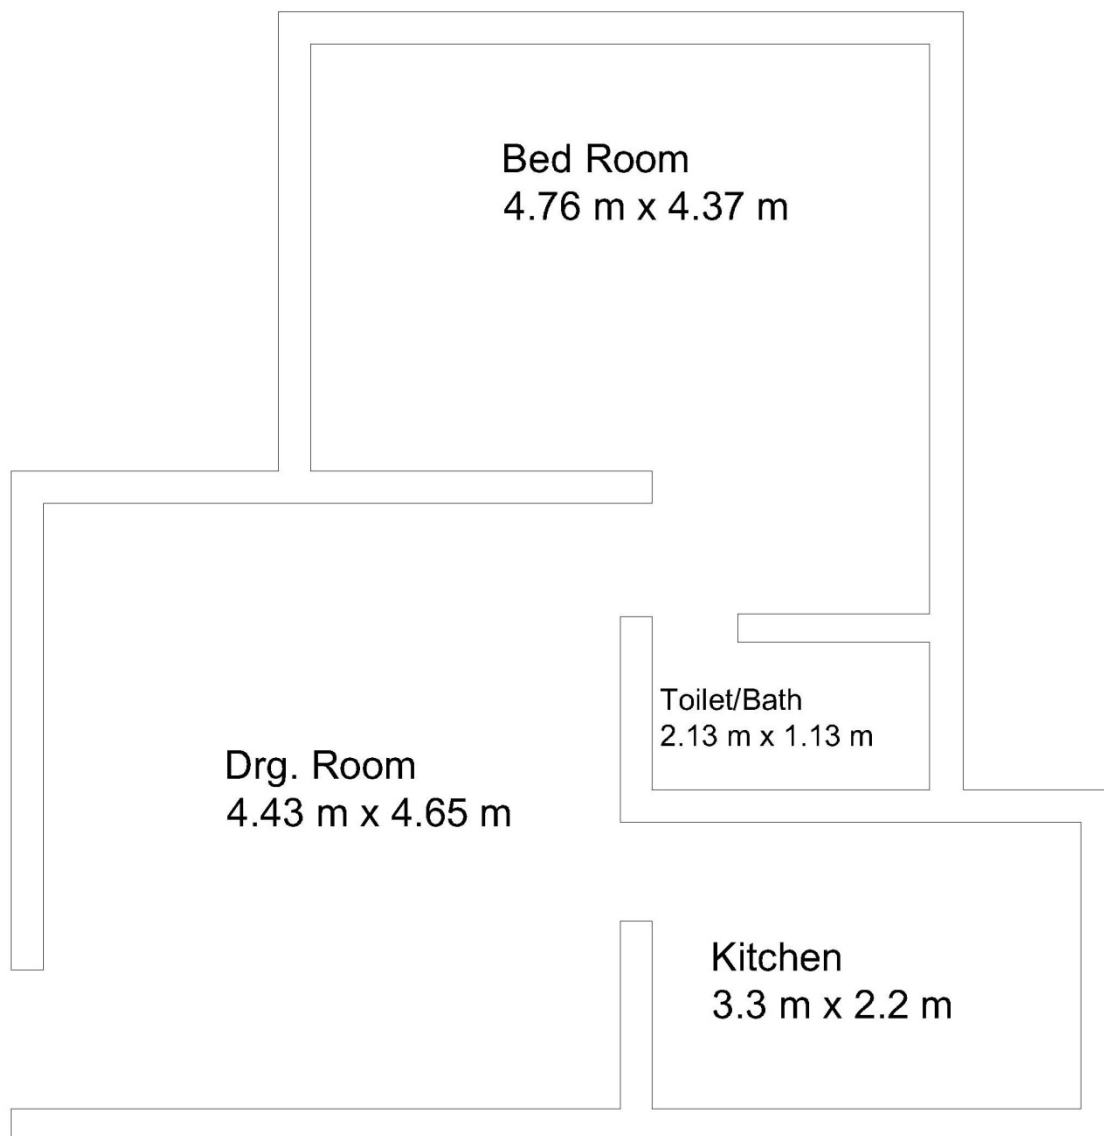 Bed Room
4.76 m x 4.37 m
Toilet/Bath
2.13 m x 1.13 m
Drg. Room
4.43 m x 4.65 m
Kitchen
3.3 m x 2.2 m